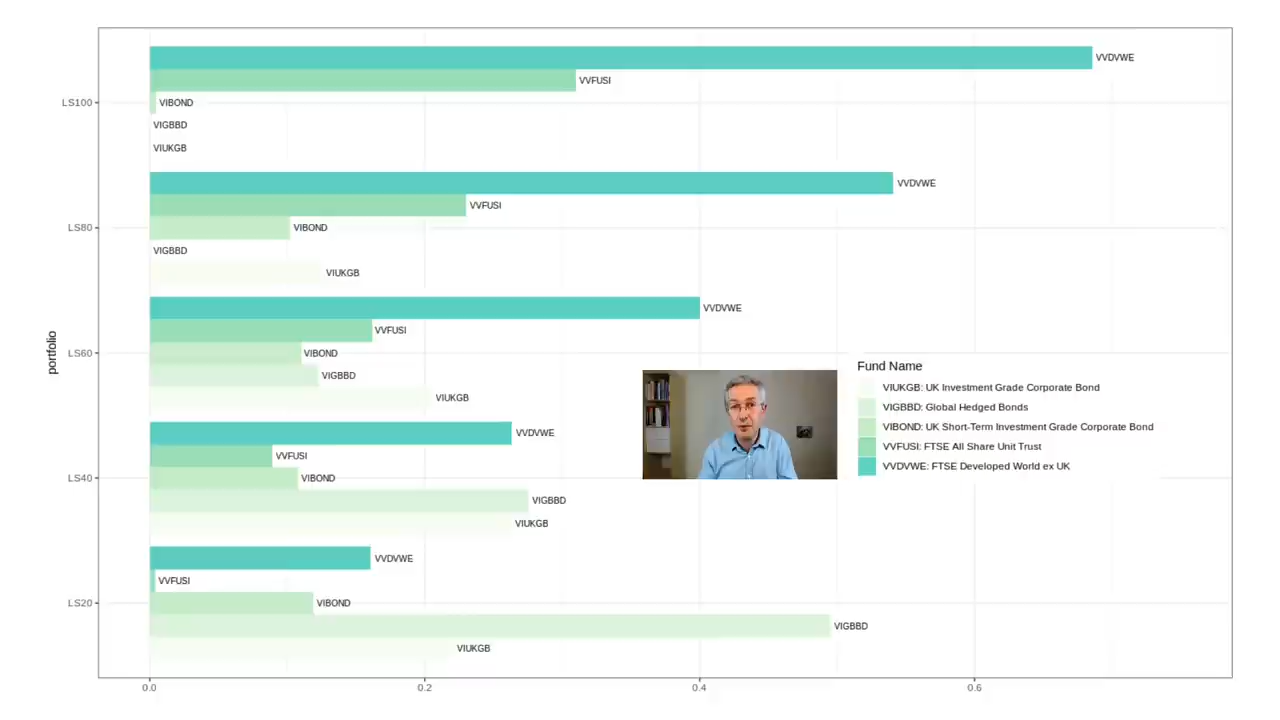 VVDVWE
VVFUSI
LS100
VIBOND
VIGBBD
VIUKGB
VVDVWE
VVFUSI
LS80
VIBOND
VIGBBD
VIUKGB
VVDVWE
VVFUSI
portfolio
LS60
VIBOND
VIGBBD
VIUKGB
Fund Name
VIUKGB: UK Investment Grade Corporate Bond
VIGBBD: Global Hedged Bonds
VIBOND: UK Short-Term Investment Grade Corporate Bond
VVFUSI: FTSE All Share Unit Trust
VVDVWE: FTSE Developed World ex UK
VVDVWE
VVFUSI
LS40
VIBOND
VIGBBD
VIUKGB
VVDVWE
VVFUSI
LS20
VIBOND
VIGBBD
VIUKGB
0.0
0.2
0.4
0.6